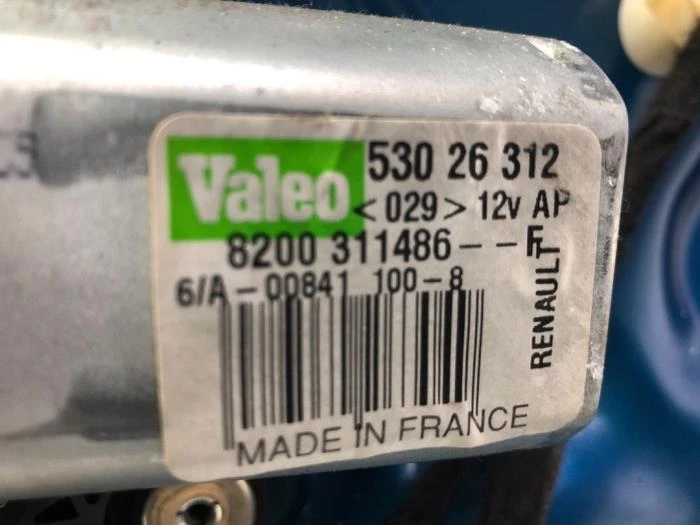 Valeo 530 26 312
<029> 12v AP
8200 311486--F
6/A-00841 100-8
RENAULT
MADE IN FRANCE